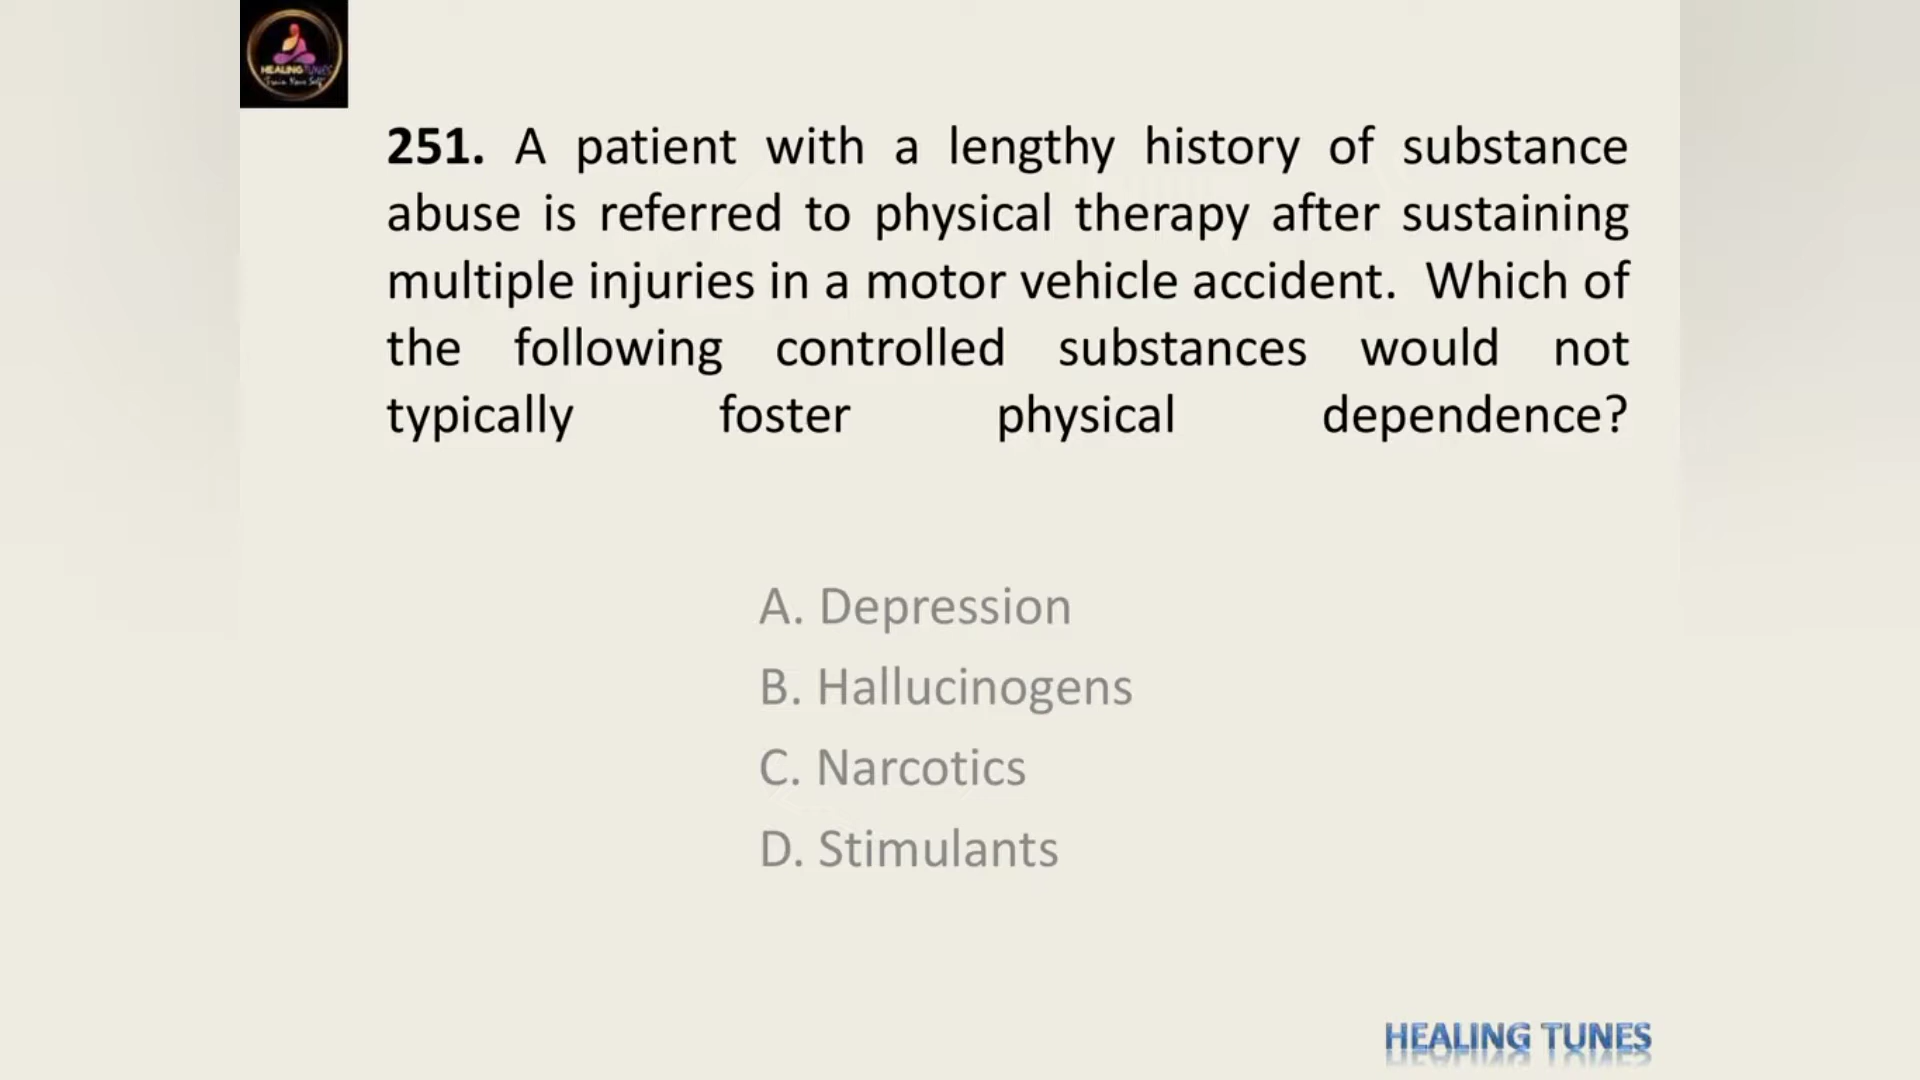 HEALING TUNES
251. A patient with a lengthy history of substance
abuse is referred to physical therapy after sustaining
multiple injuries in a motor vehicle accident. Which of
the following controlled substances would not
typically foster physical dependence?
A. Depression
B. Hallucinogens
C. Narcotics
D. Stimulants
HEALING TUNES